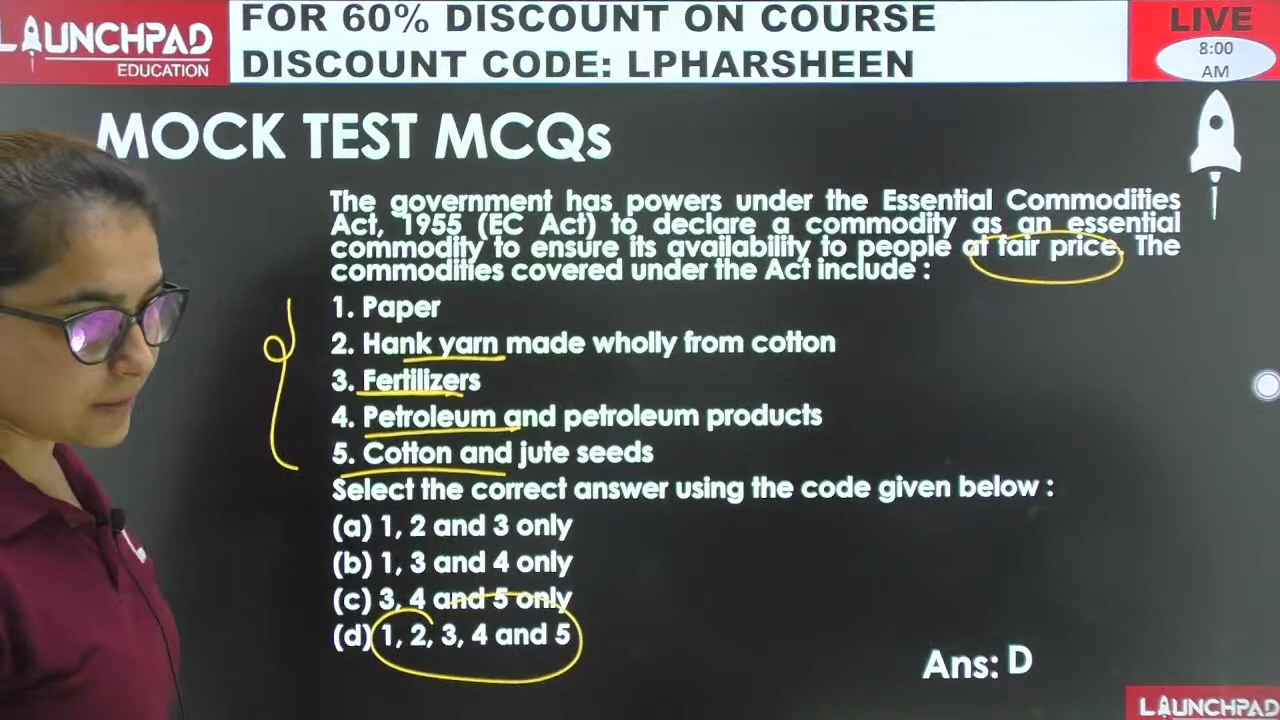 LAUNCHPAD
EDUCATION
FOR 60% DISCOUNT ON COURSE
DISCOUNT CODE: LPHARSHEEN
LIVE
8:00
AM
MOCK TEST MCQs
The government has powers under the Essential Commodities
Act, 1955 (EC Act) to declare a commodity as an essential
commodity to ensure its availability to people at fair price. The
commodities covered under the Act include :
1. Paper
2. Hank yarn made wholly from cotton
3. Fertilizers
4. Petroleum and petroleum products
5. Cotton and jute seeds
Select the correct answer using the code given below :
(a) 1, 2 and 3 only
(b) 1, 3 and 4 only
(c) 3, 4 and 5 only
(d) 1, 2, 3, 4 and 5
Ans: D
LAUNCHPAD